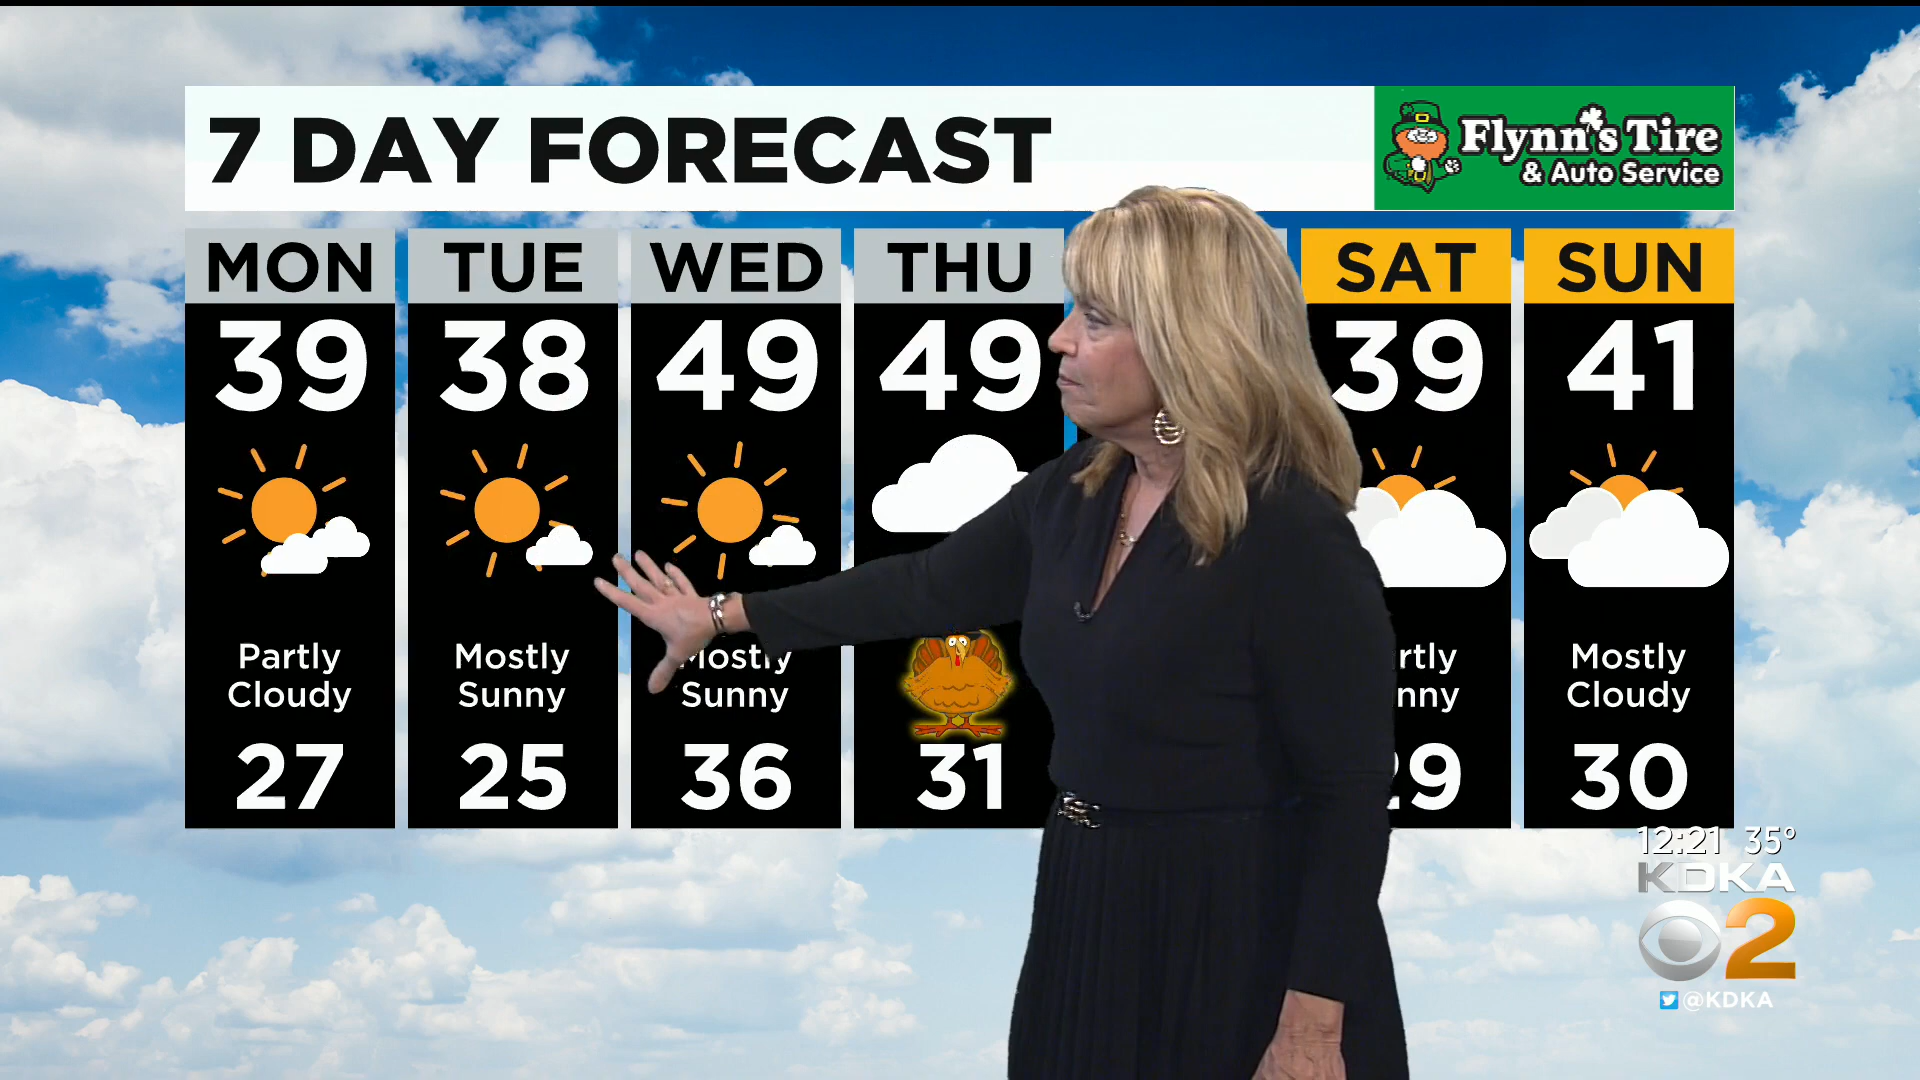 7 DAY FORECAST
Flynn's Tire
& Auto Service
MON TUE WED THU SAT SUN
39 38 49 49 39 41
Partly Mostly Mostly Mostly
Cloudy Sunny Sunny Cloudy
27 25 36 31 30
12:21 35°
KDKA
2
@KDKA